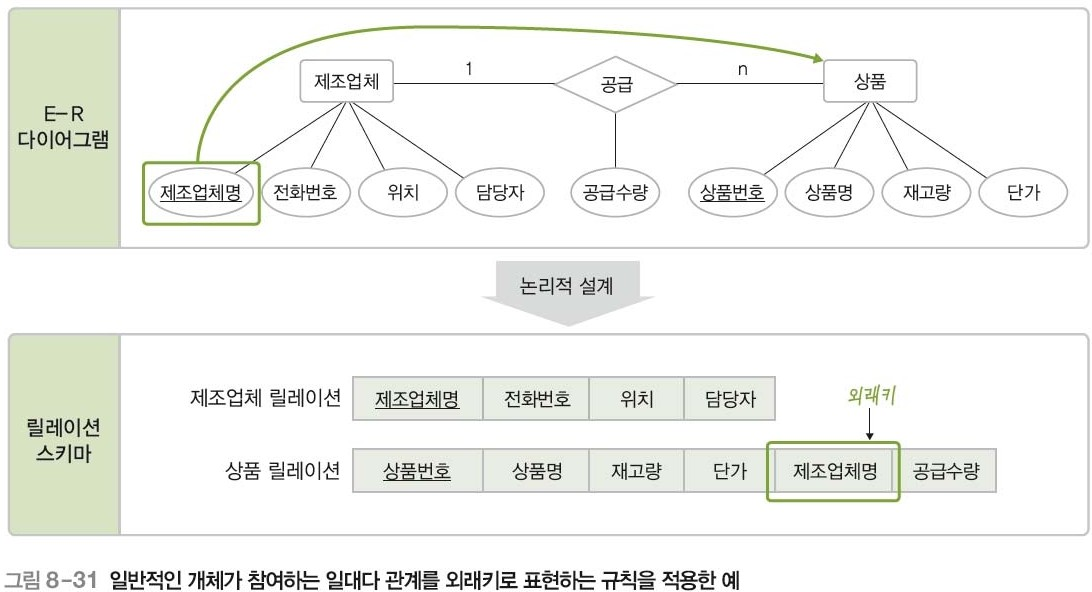 E-R
다이어그램
제조업체
1
공급
n
상품
제조업체명
전화번호
위치
담당자
공급수량
상품번호
상품명
재고량
단가
논리적 설계
릴레이션
스키마
제조업체 릴레이션
제조업체명
전화번호
위치
담당자
외래키
상품 릴레이션
상품번호
상품명
재고량
단가
제조업체명
공급수량
그림 8-31 일반적인 개체가 참여하는 일대다 관계를 외래키로 표현하는 규칙을 적용한 예